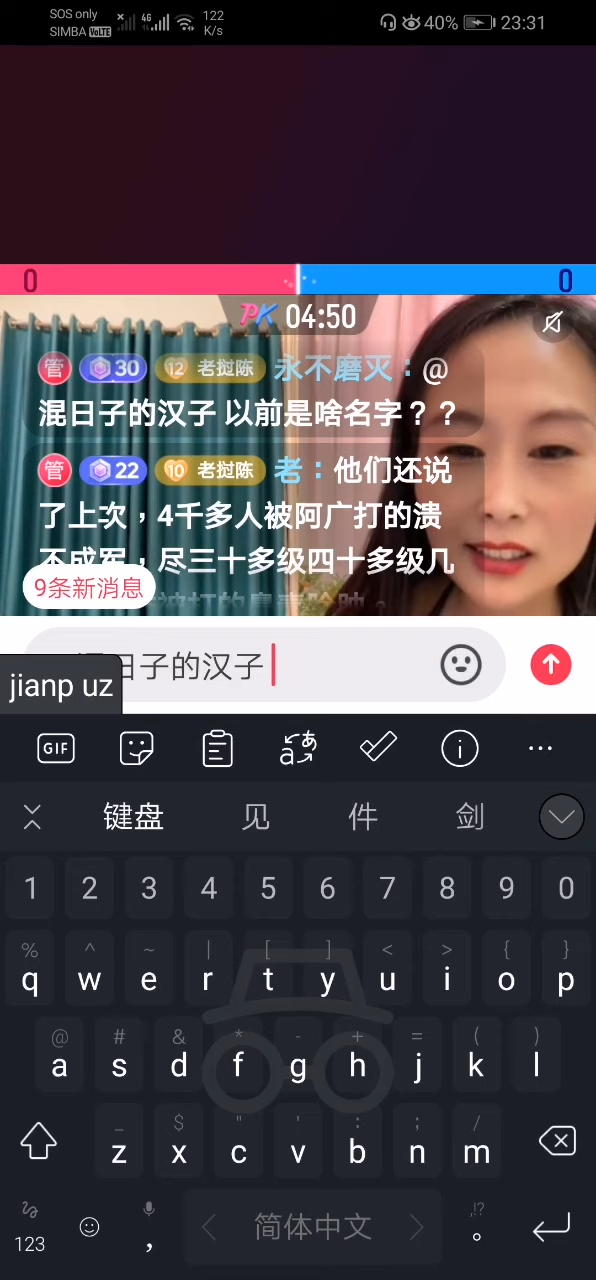 SOS only 4G 122 40% 23:31
SIMBA VoLTE K/s
0 0
PK 04:50
管 30 12 老挝陈 永不磨灭：@
混日子的汉子 以前是啥名字？？
管 22 10 老挝陈 老：他们还说
了上次，4千多人被阿广打的溃
不成军，尽三十多级四十多级几
9条新消息
日子的汉子
jianp uz
GIF
键盘 见 件 剑
1 2 3 4 5 6 7 8 9 0
% ^ ~ | [ ] < > { }
q w e r t y u i o p
@ # & * - + = ( )
a s d f g h j k l
_ $ " ' : ; /
z x c v b n m
,!?
123 , 简体中文 。